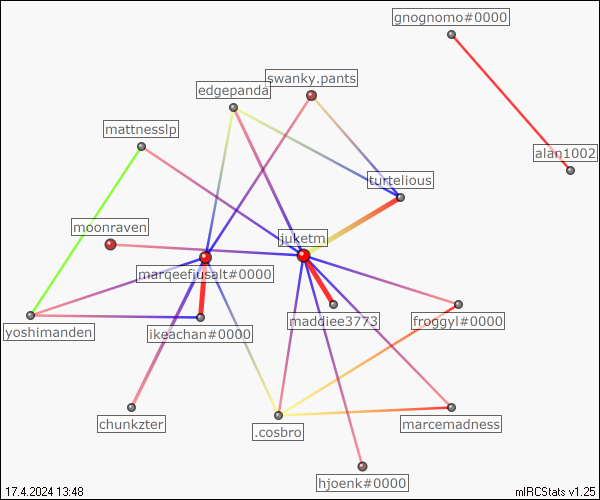 gnognomo#0000
swanky.pants
edgepanda
mattnesslp
alan1002
turtelious
moonraven
juketm
marqeefiusalt#0000
maddiee3773
froggyl#0000
yoshimanden
ikeachan#0000
chunkzter
.cosbro
marcemadness
hjoenk#0000
17.4.2024 13:48
mIRCStats v1.25